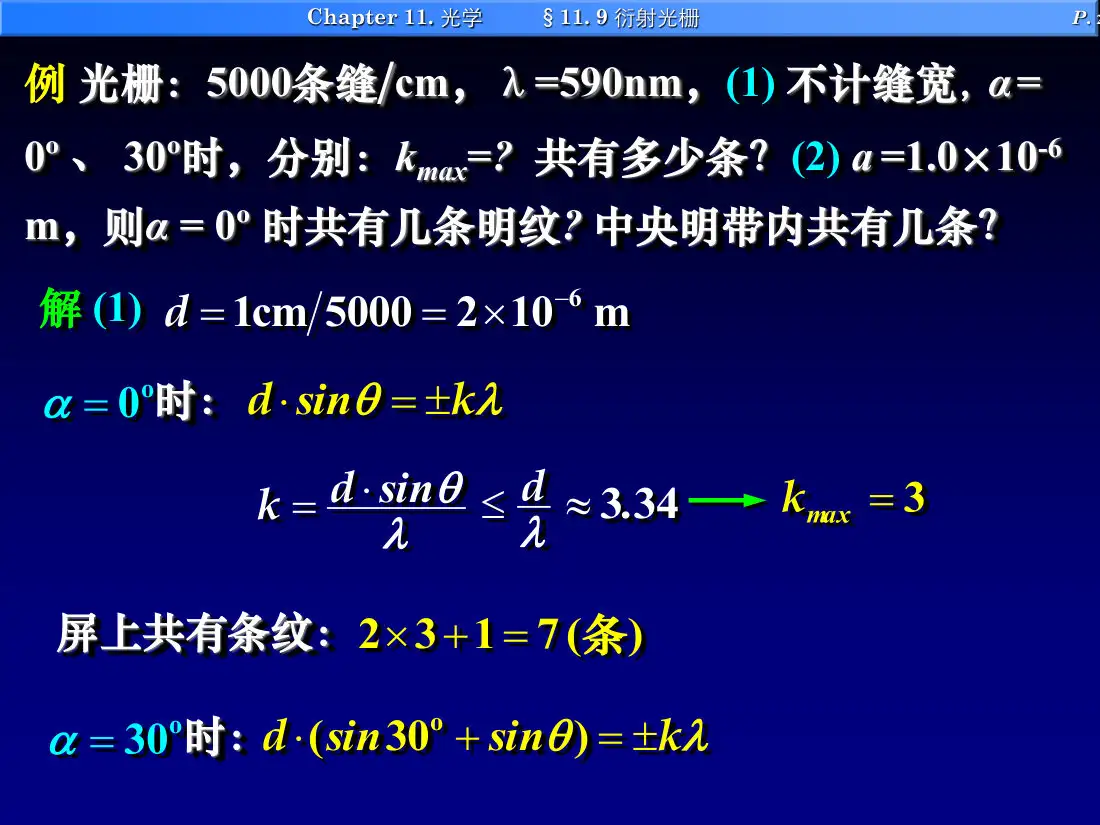 Chapter 11. 光学 §11. 9 衍射光栅 P.
例 光栅：5000条缝/cm， λ =590nm，(1) 不计缝宽，α=
0º 、 30º时，分别：kmax=? 共有多少条？(2) a =1.0×10-6
m，则α = 0º 时共有几条明纹? 中央明带内共有几条？
解 (1) d = 1cm/5000 = 2×10−6 m
α = 0o时： d · sinθ = ±kλ
k = d · sinθ / λ ≤ d / λ ≈ 3.34 → kmax = 3
屏上共有条纹：2×3+1=7(条)
α = 30o时：d · (sin30o + sinθ) = ±kλ